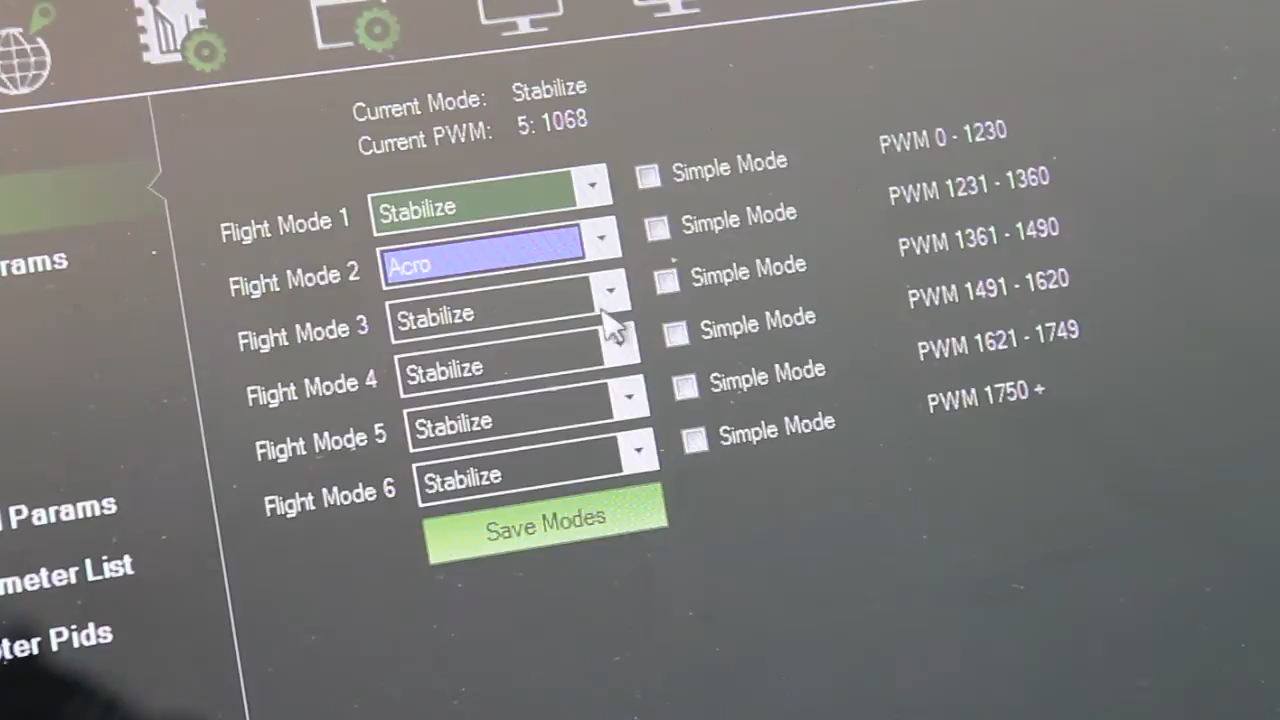 Current Mode: Stabilize
Current PWM: 5: 1068
Flight Mode 1 Stabilize Simple Mode PWM 0 - 1230
Flight Mode 2 Acro Simple Mode PWM 1231 - 1360
Flight Mode 3 Stabilize Simple Mode PWM 1361 - 1490
Flight Mode 4 Stabilize Simple Mode PWM 1491 - 1620
Flight Mode 5 Stabilize Simple Mode PWM 1621 - 1749
Flight Mode 6 Stabilize Simple Mode PWM 1750 +
Save Modes
rams
Params
meter List
ter Pids